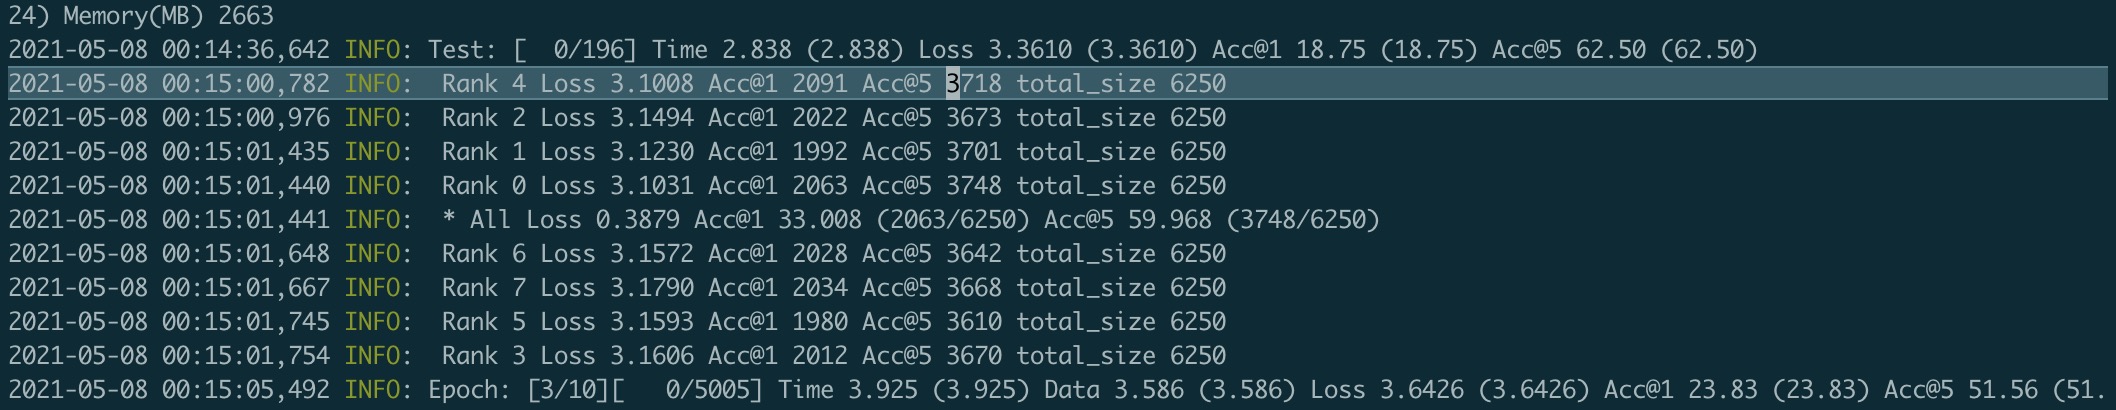 24) Memory(MB) 2663
2021-05-08 00:14:36,642 INFO: Test: [  0/196] Time 2.838 (2.838) Loss 3.3610 (3.3610) Acc@1 18.75 (18.75) Acc@5 62.50 (62.50)
2021-05-08 00:15:00,782 INFO:  Rank 4 Loss 3.1008 Acc@1 2091 Acc@5 3718 total_size 6250
2021-05-08 00:15:00,976 INFO:  Rank 2 Loss 3.1494 Acc@1 2022 Acc@5 3673 total_size 6250
2021-05-08 00:15:01,435 INFO:  Rank 1 Loss 3.1230 Acc@1 1992 Acc@5 3701 total_size 6250
2021-05-08 00:15:01,440 INFO:  Rank 0 Loss 3.1031 Acc@1 2063 Acc@5 3748 total_size 6250
2021-05-08 00:15:01,441 INFO:  * All Loss 0.3879 Acc@1 33.008 (2063/6250) Acc@5 59.968 (3748/6250)
2021-05-08 00:15:01,648 INFO:  Rank 6 Loss 3.1572 Acc@1 2028 Acc@5 3642 total_size 6250
2021-05-08 00:15:01,667 INFO:  Rank 7 Loss 3.1790 Acc@1 2034 Acc@5 3668 total_size 6250
2021-05-08 00:15:01,745 INFO:  Rank 5 Loss 3.1593 Acc@1 1980 Acc@5 3610 total_size 6250
2021-05-08 00:15:01,754 INFO:  Rank 3 Loss 3.1606 Acc@1 2012 Acc@5 3670 total_size 6250
2021-05-08 00:15:05,492 INFO: Epoch: [3/10][   0/5005] Time 3.925 (3.925) Data 3.586 (3.586) Loss 3.6426 (3.6426) Acc@1 23.83 (23.83) Acc@5 51.56 (51.